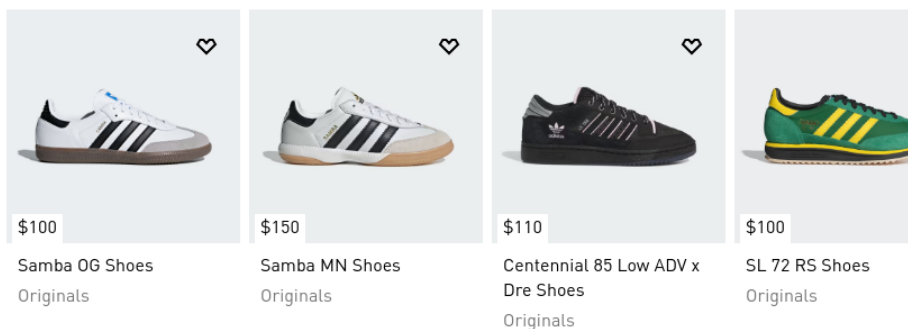 $100
Samba OG Shoes
Originals
$150
Samba MN Shoes
Originals
$110
Centennial 85 Low ADV x
Dre Shoes
Originals
$100
SL 72 RS Shoes
Originals